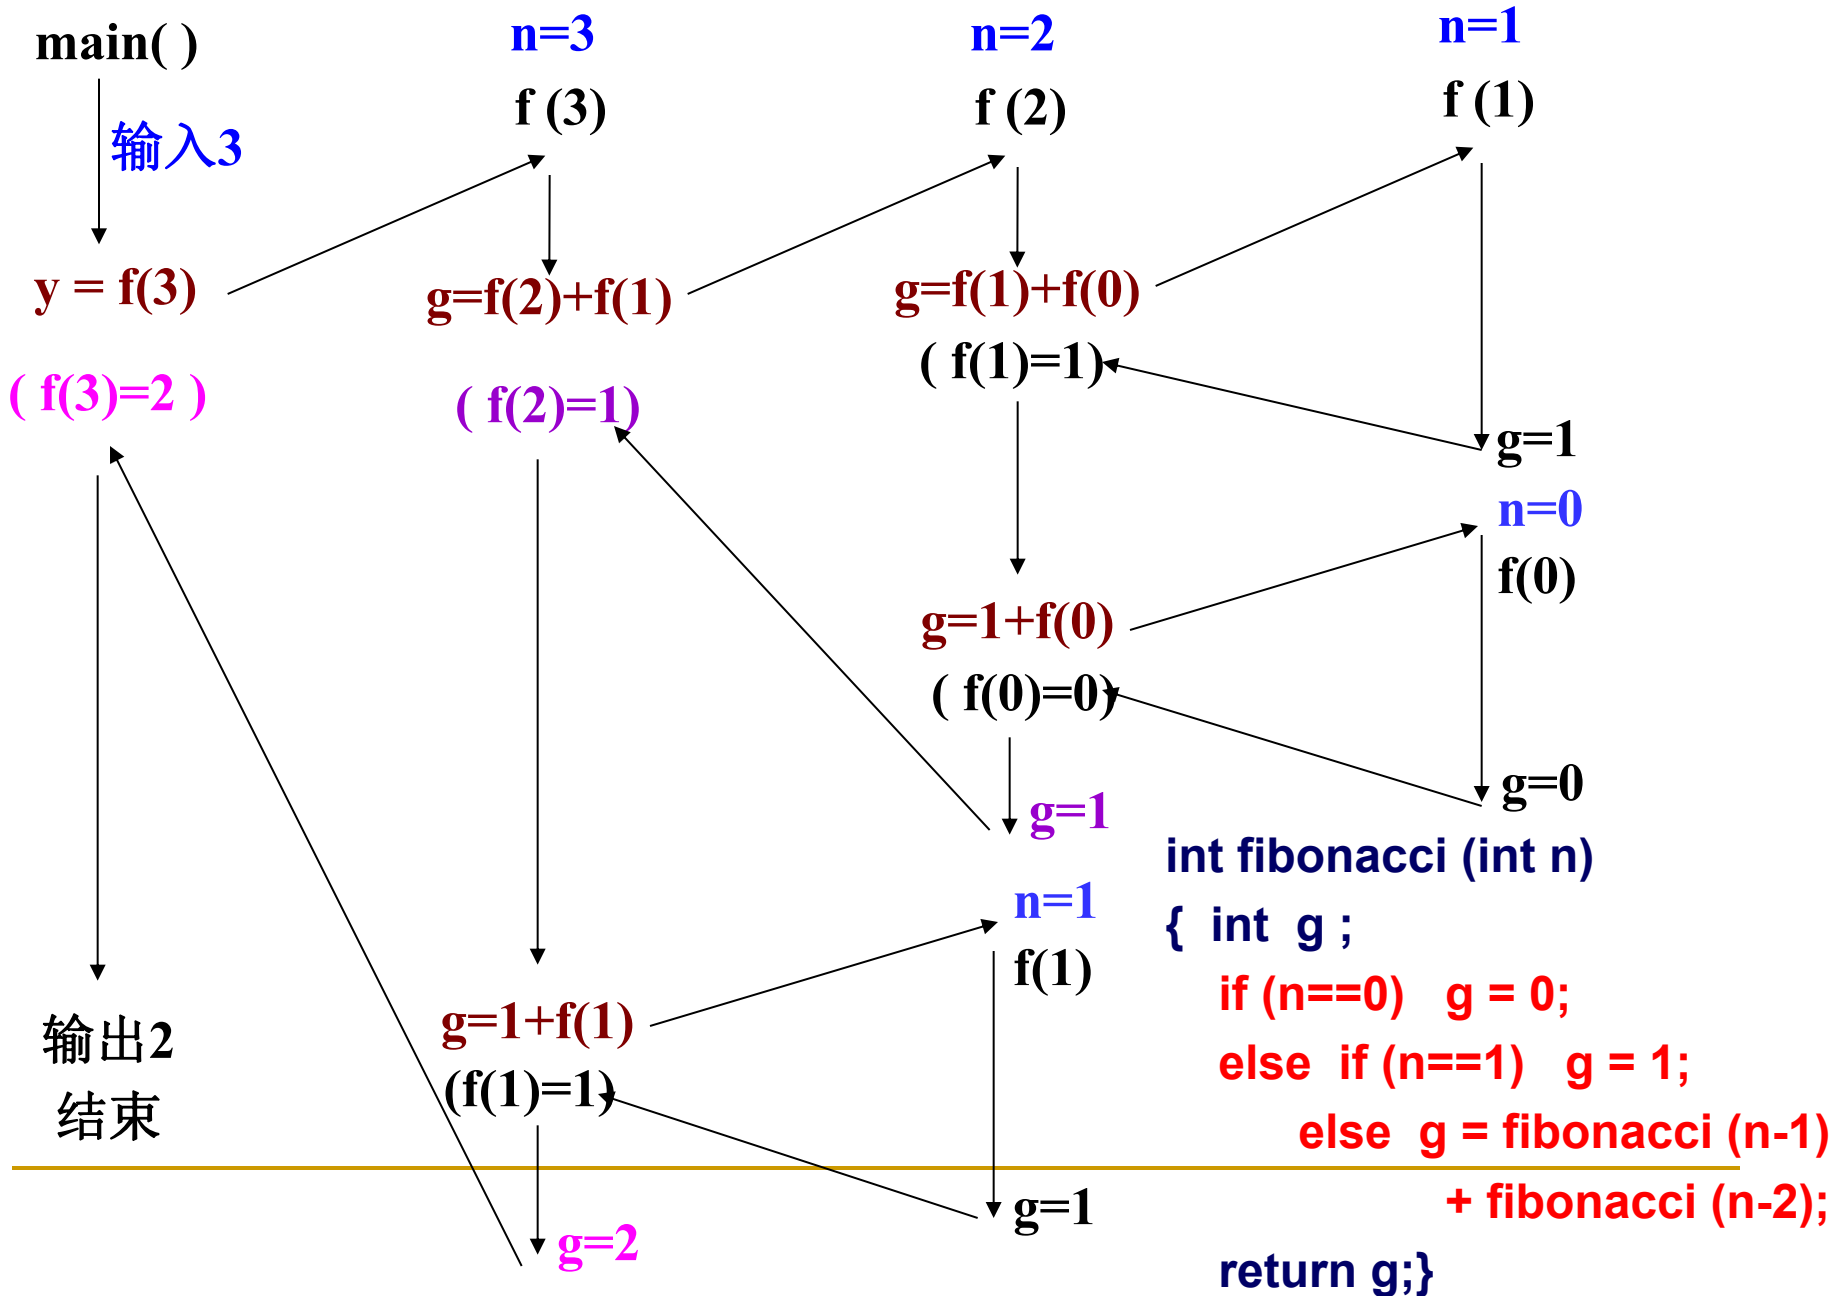 main( )
输入3
y = f(3)
( f(3)=2 )
输出2
结束
n=3
f (3)
g=f(2)+f(1)
( f(2)=1)
g=1+f(1)
(f(1)=1)
g=2
n=2
f (2)
g=f(1)+f(0)
( f(1)=1)
g=1+f(0)
( f(0)=0)
g=1
n=1
f(1)
g=1
n=1
f (1)
g=1
n=0
f(0)
g=0
int fibonacci (int n)
{ int g ;
if (n==0) g = 0;
else if (n==1) g = 1;
else g = fibonacci (n-1)
+ fibonacci (n-2);
return g;}